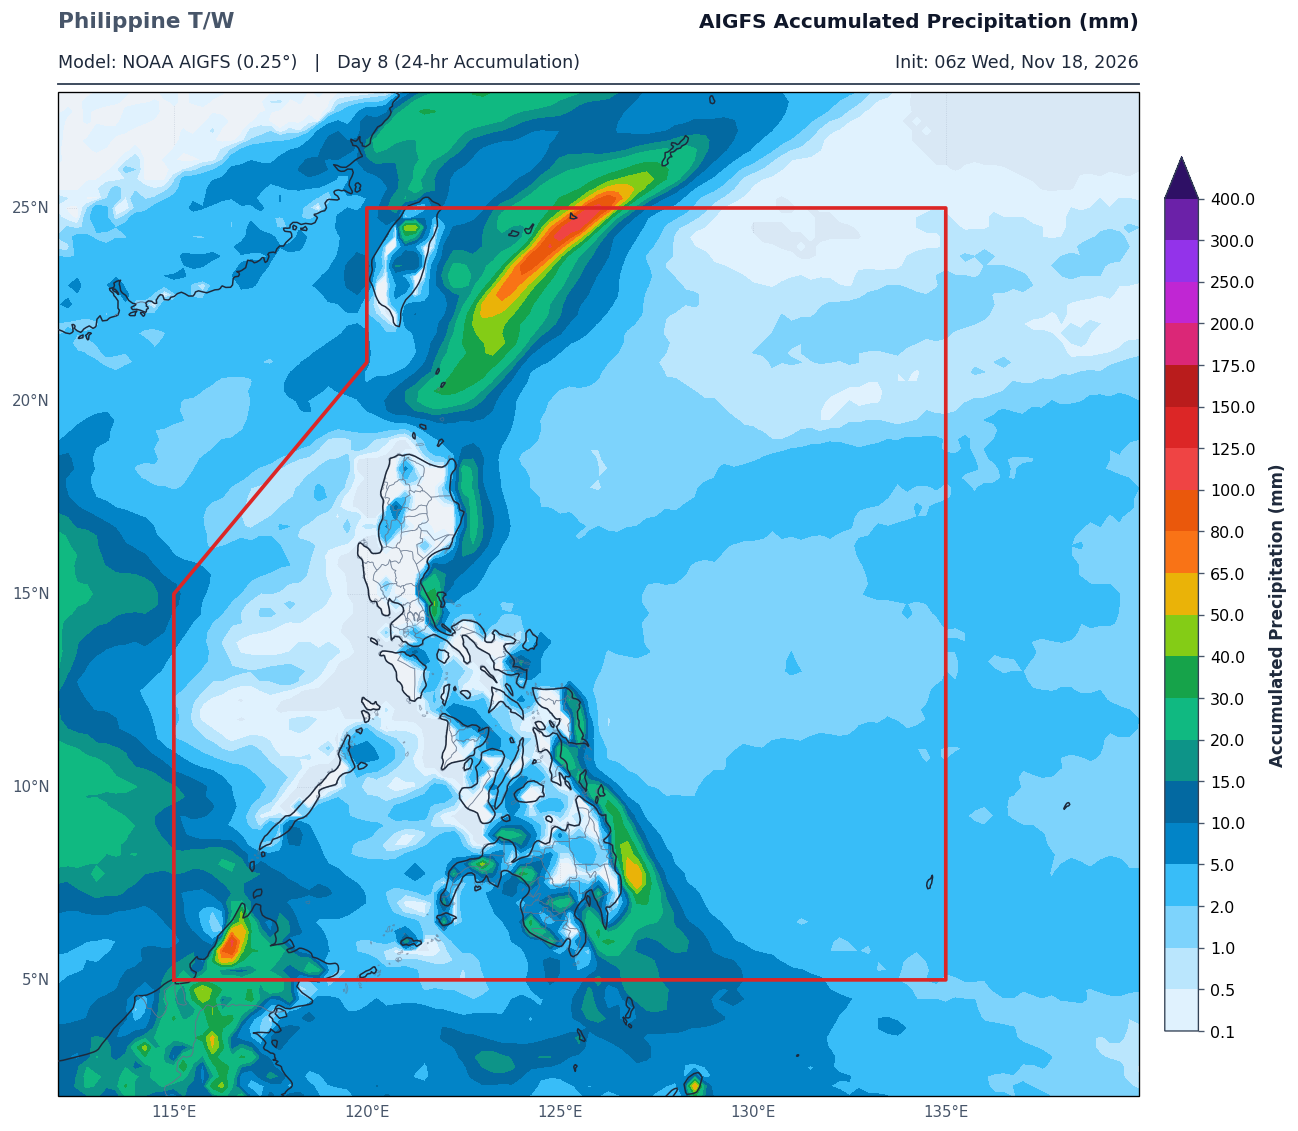 Philippine T/W
AIGFS Accumulated Precipitation (mm)
Model: NOAA AIGFS (0.25°) | Day 8 (24-hr Accumulation)
Init: 06z Wed, Nov 18, 2026
25°N
20°N
15°N
10°N
5°N
115°E
120°E
125°E
130°E
135°E
400.0
300.0
250.0
200.0
175.0
150.0
125.0
100.0
80.0
65.0
50.0
40.0
30.0
20.0
15.0
10.0
5.0
2.0
1.0
0.5
0.1
Accumulated Precipitation (mm)